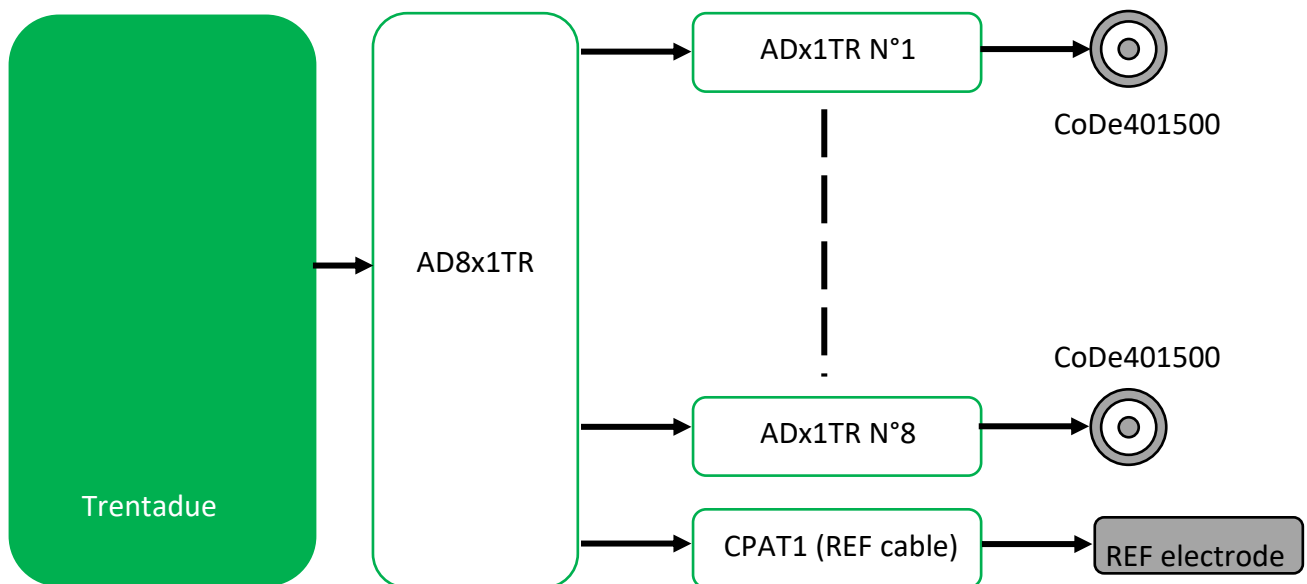 ADx1TR N°1
CoDe401500
AD8x1TR
CoDe401500
ADx1TR N°8
Trentadue
CPAT1 (REF cable)
REF electrode